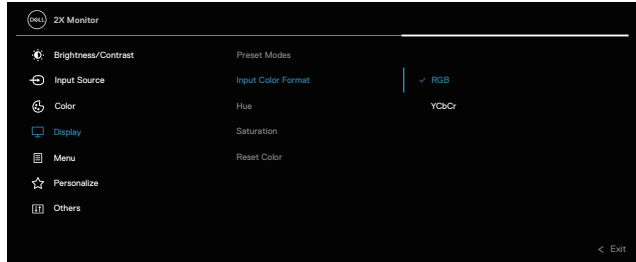 DELL 2X Monitor
Brightness/Contrast Preset Modes
Input Source Input Color Format ✓ RGB
Color Hue YCbCr
Display Saturation
Menu Reset Color
Personalize
Others
< Exit